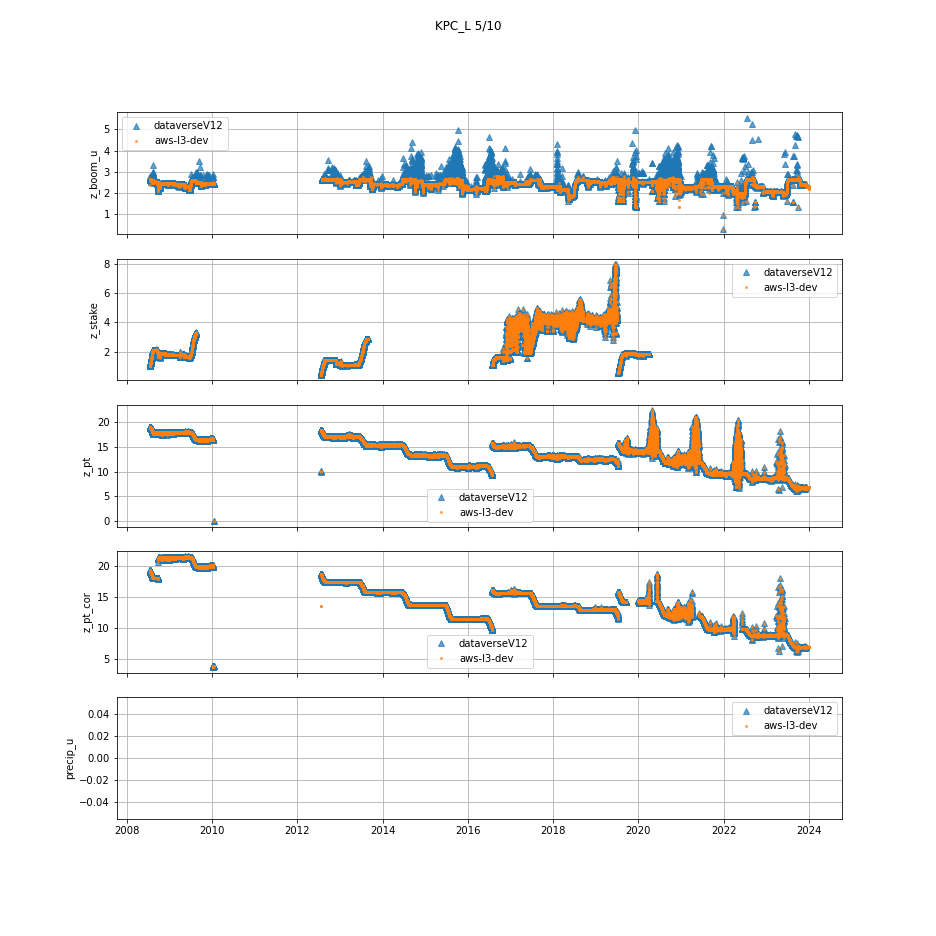 KPC_L 5/10
z_boom_u
5
4
3
2
1
dataverseV12
aws-l3-dev
z_stake
8
6
4
2
dataverseV12
aws-l3-dev
z_pt
20
15
10
5
0
dataverseV12
aws-l3-dev
z_pt_cor
20
15
10
5
dataverseV12
aws-l3-dev
precip_u
0.04
0.02
0.00
−0.02
−0.04
dataverseV12
aws-l3-dev
2008 2010 2012 2014 2016 2018 2020 2022 2024